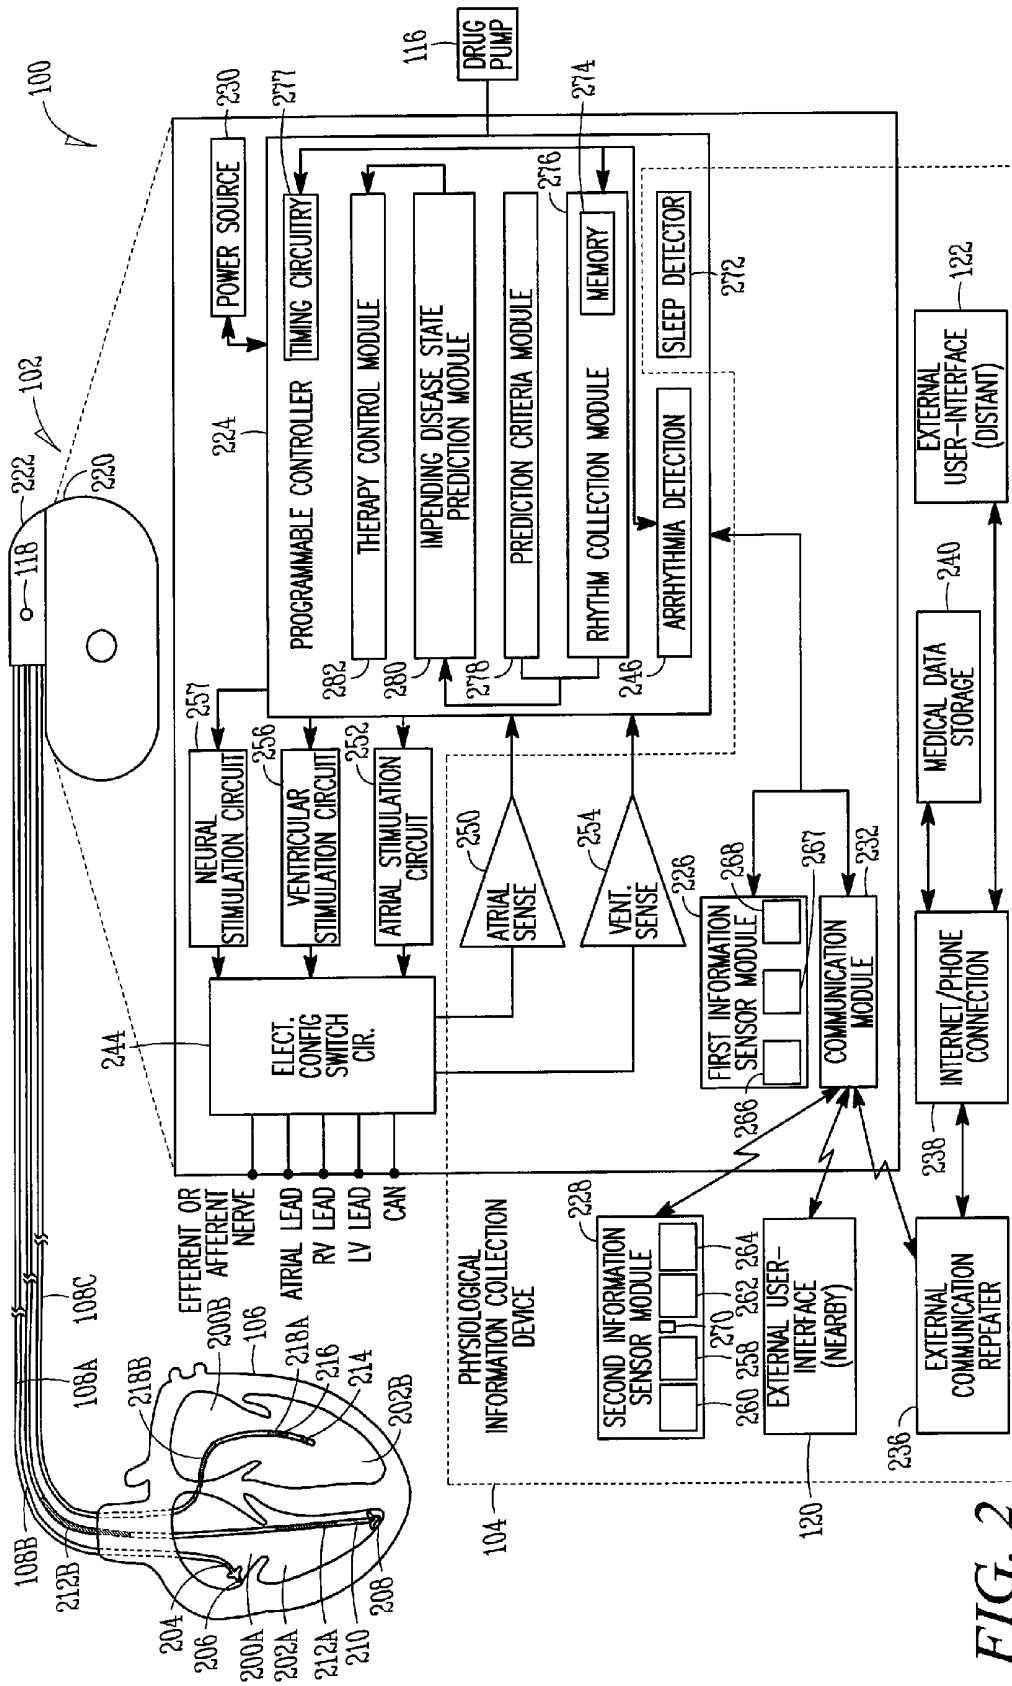 100
102
222
118
220
108A
108C
108B
212B
218B
200B
106
218A
216
214
202B
204
206
200A
202A
212A
210
208
EFFERENT OR
AFFERENT
NERVE
ATRIAL LEAD
RV LEAD
LV LEAD
CAN
244
ELECT.
CONFIG
SWITCH
CIR.
257
NEURAL
STIMULATION CIRCUIT
256
VENTRICULAR
STIMULATION CIRCUIT
252
ATRIAL STIMULATION
CIRCUIT
250
ATRIAL
SENSE
254
VENT.
SENSE
POWER SOURCE
230
224
PROGRAMMABLE CONTROLLER
TIMING CIRCUITRY
277
282
THERAPY CONTROL MODULE
280
IMPENDING DISEASE STATE
PREDICTION MODULE
278
PREDICTION CRITERIA MODULE
276
RHYTHM COLLECTION MODULE
MEMORY
274
246
ARRHYTHMIA DETECTION
SLEEP DETECTOR
272
116
DRUG
PUMP
PHYSIOLOGICAL
INFORMATION COLLECTION
DEVICE
104
226
FIRST INFORMATION
SENSOR MODULE
268
266
267
232
COMMUNICATION
MODULE
228
SECOND INFORMATION
SENSOR MODULE
260
258
270
262
264
EXTERNAL USER-
INTERFACE
(NEARBY)
120
236
EXTERNAL
COMMUNICATION
REPEATER
238
INTERNET/PHONE
CONNECTION
MEDICAL DATA
STORAGE
240
EXTERNAL
USER-INTERFACE
(DISTANT)
122
FIG. 2